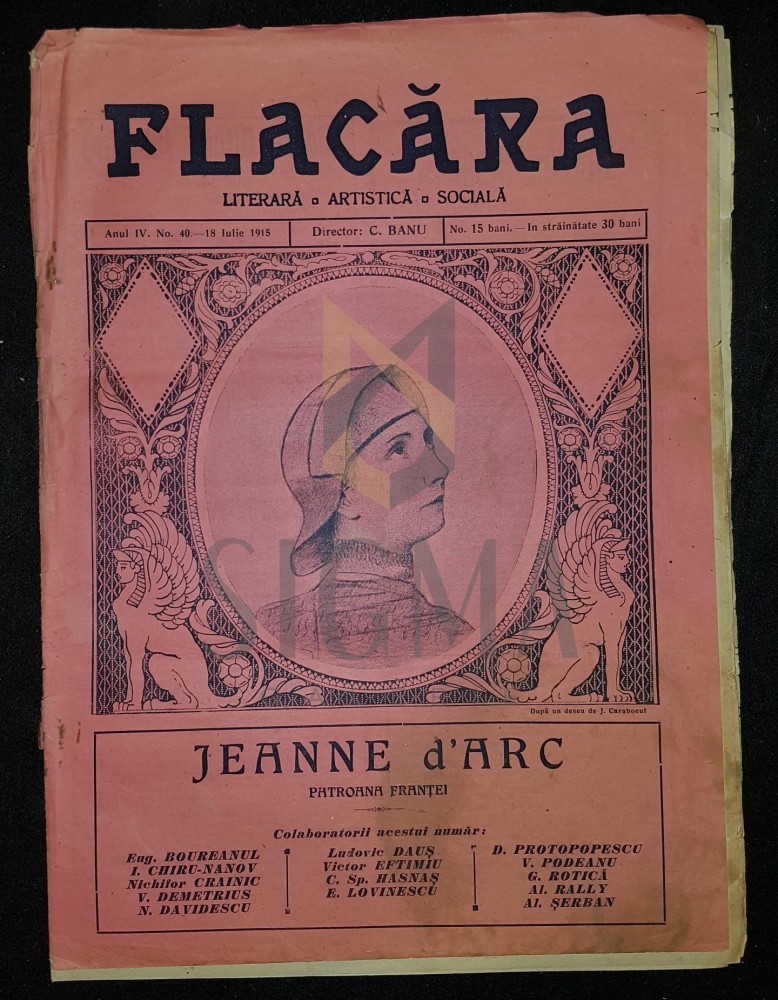 FLACĂRA
LITERARĂ ▫ ARTISTICĂ ▫ SOCIALĂ
Anul IV. No. 40.—18 Iulie 1915
Director: C. BANU
No. 15 bani.—In străinătate 30 bani
SIGMA
După un desen de J. Caraboeuf
JEANNE d'ARC
PATROANA FRANȚEI
Colaboratorii acestui număr:
Eug. BOUREANUL
I. CHIRU-NANOV
Nichifor CRAINIC
V. DEMETRIUS
N. DAVIDESCU
Ludovic DAUȘ
Victor EFTIMIU
C. Sp. HASNAȘ
E. LOVINESCU
D. PROTOPOPESCU
V. PODEANU
G. ROTICĂ
Al. RALLY
Al. ȘERBAN